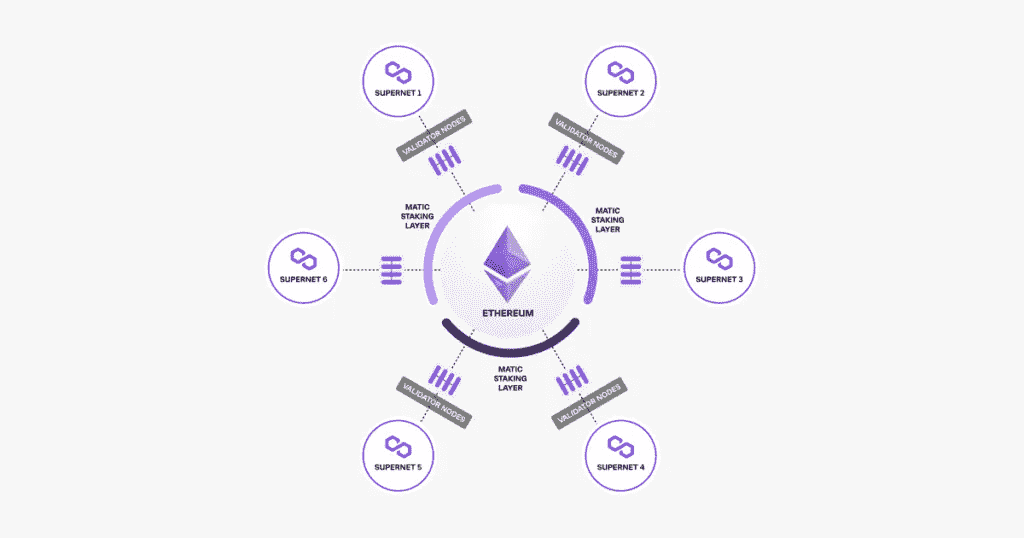 SUPERNET 1
SUPERNET 2
VALIDATOR NODES
VALIDATOR NODES
MATIC
STAKING
LAYER
MATIC
STAKING
LAYER
SUPERNET 6
SUPERNET 3
ETHEREUM
MATIC
STAKING
LAYER
VALIDATOR NODES
VALIDATOR NODES
SUPERNET 5
SUPERNET 4